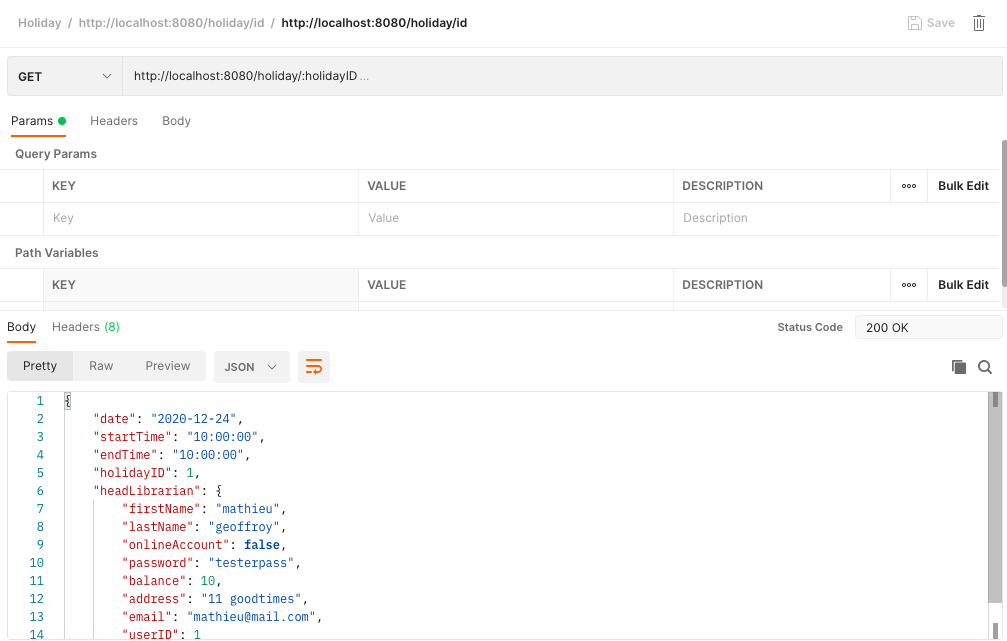 Holiday / http://localhost:8080/holiday/id / http://localhost:8080/holiday/id Save
GET http://localhost:8080/holiday/:holidayID ...
Params Headers Body
Query Params
KEY VALUE DESCRIPTION ooo Bulk Edit
Key Value Description
Path Variables
KEY VALUE DESCRIPTION ooo Bulk Edit
Body Headers (8) Status Code 200 OK
Pretty Raw Preview JSON
1 {
2 "date": "2020-12-24",
3 "startTime": "10:00:00",
4 "endTime": "10:00:00",
5 "holidayID": 1,
6 "headLibrarian": {
7 "firstName": "mathieu",
8 "lastName": "geoffroy",
9 "onlineAccount": false,
10 "password": "testerpass",
11 "balance": 10,
12 "address": "11 goodtimes",
13 "email": "mathieu@mail.com",
14 "userID": 1